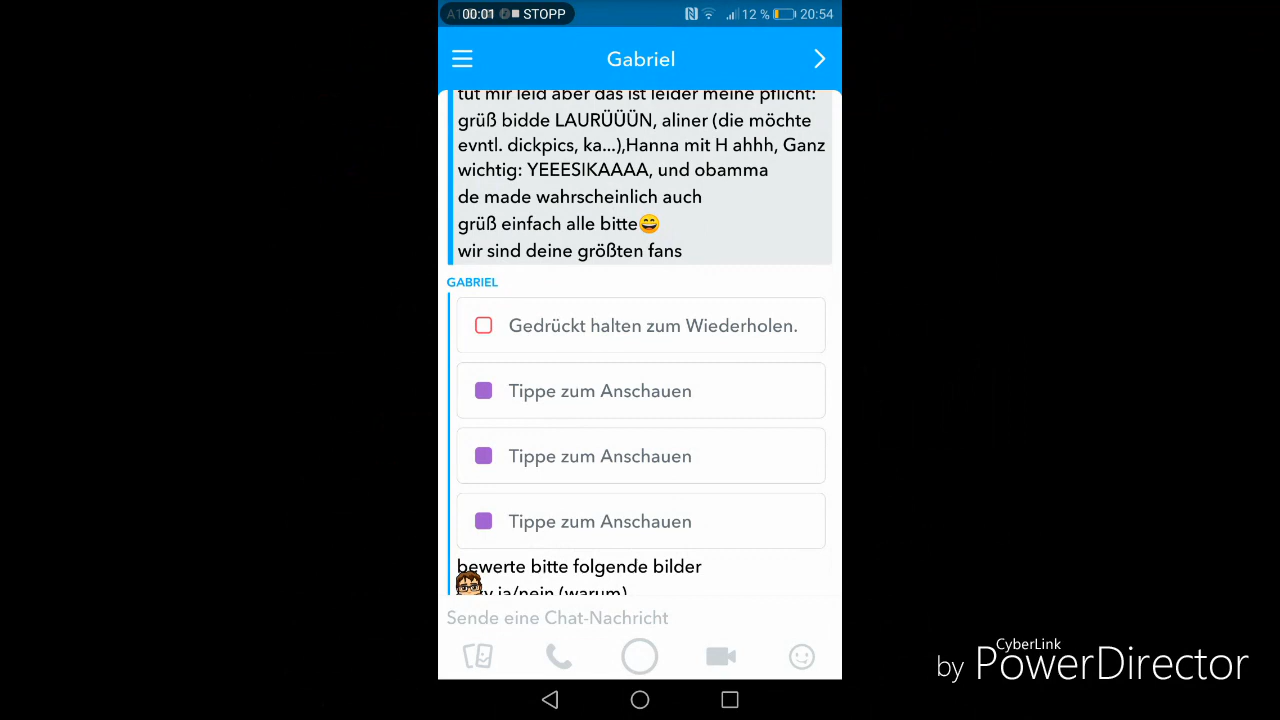 00:01 STOPP 12 % 20:54
Gabriel
tut mir leid aber das ist leider meine pflicht:
grüß bidde LAURÜÜÜN, aliner (die möchte
evntl. dickpics, ka...),Hanna mit H ahhh, Ganz
wichtig: YEEESIKAAAA, und obamma
de made wahrscheinlich auch
grüß einfach alle bitte😄
wir sind deine größten fans
GABRIEL
Gedrückt halten zum Wiederholen.
Tippe zum Anschauen
Tippe zum Anschauen
Tippe zum Anschauen
bewerte bitte folgende bilder
ja/nein (warum)
Sende eine Chat-Nachricht
CyberLink
by PowerDirector